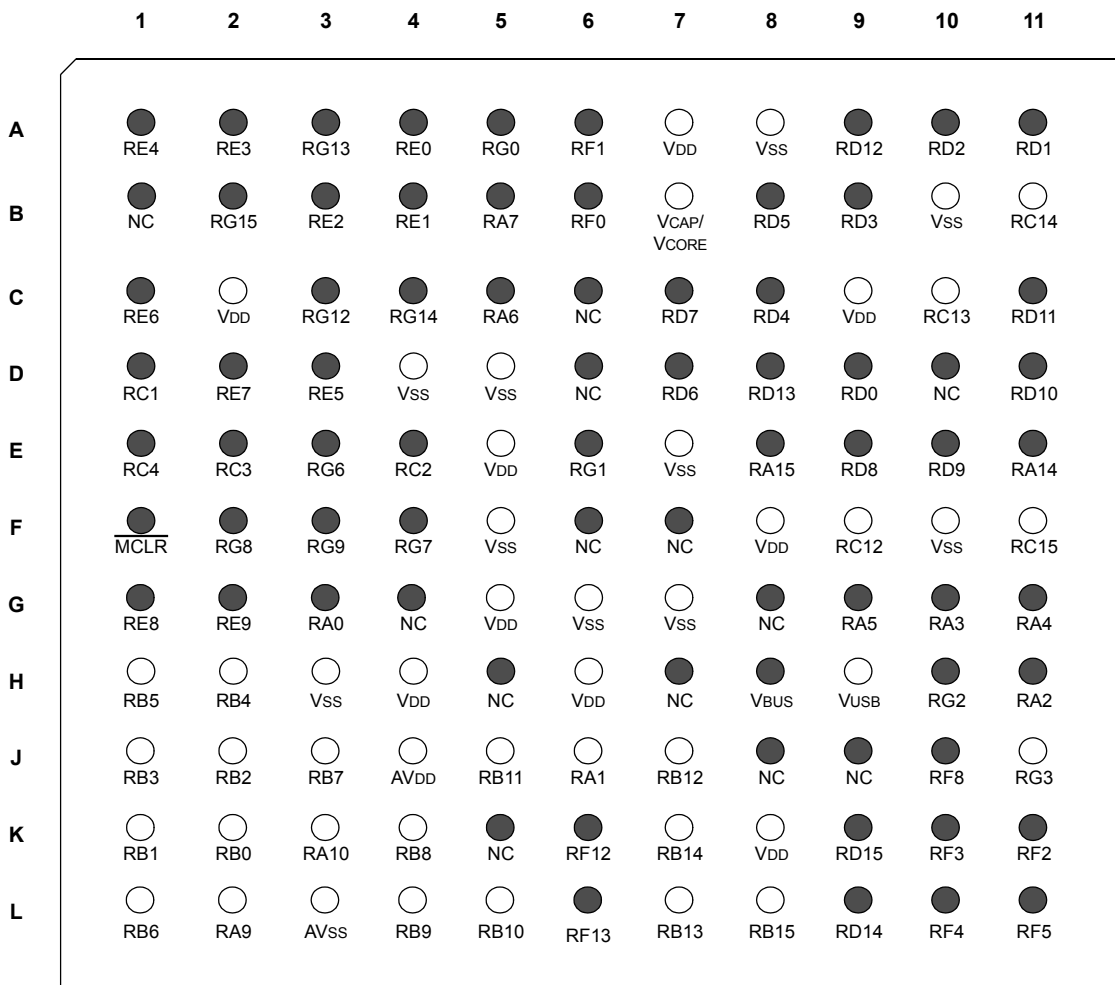 1 2 3 4 5 6 7 8 9 10 11
A
RE4 RE3 RG13 RE0 RG0 RF1 VDD VSS RD12 RD2 RD1
B
NC RG15 RE2 RE1 RA7 RF0 VCAP/ RD5 RD3 VSS RC14
VCORE
C
RE6 VDD RG12 RG14 RA6 NC RD7 RD4 VDD RC13 RD11
D
RC1 RE7 RE5 VSS VSS NC RD6 RD13 RD0 NC RD10
E
RC4 RC3 RG6 RC2 VDD RG1 VSS RA15 RD8 RD9 RA14
F
MCLR RG8 RG9 RG7 VSS NC NC VDD RC12 VSS RC15
G
RE8 RE9 RA0 NC VDD VSS VSS NC RA5 RA3 RA4
H
RB5 RB4 VSS VDD NC VDD NC VBUS VUSB RG2 RA2
J
RB3 RB2 RB7 AVDD RB11 RA1 RB12 NC NC RF8 RG3
K
RB1 RB0 RA10 RB8 NC RF12 RB14 VDD RD15 RF3 RF2
L
RB6 RA9 AVSS RB9 RB10 RF13 RB13 RB15 RD14 RF4 RF5